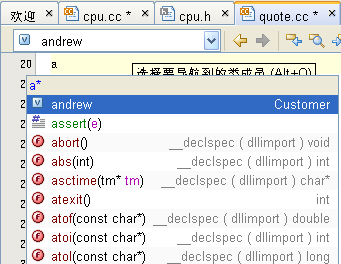 欢迎 cpu.cc * cpu.h quote.cc *
andrew
20 a
选择要导航到的类成员 (Alt+O)
a*
andrew Customer
assert(e)
abort() __declspec ( dllimport ) void
abs(int) __declspec ( dllimport ) int
asctime(tm* tm) __declspec ( dllimport ) char*
atexit() int
atof(const char*) __declspec ( dllimport ) double
atoi(const char*) __declspec ( dllimport ) int
atol(const char*) __declspec ( dllimport ) long